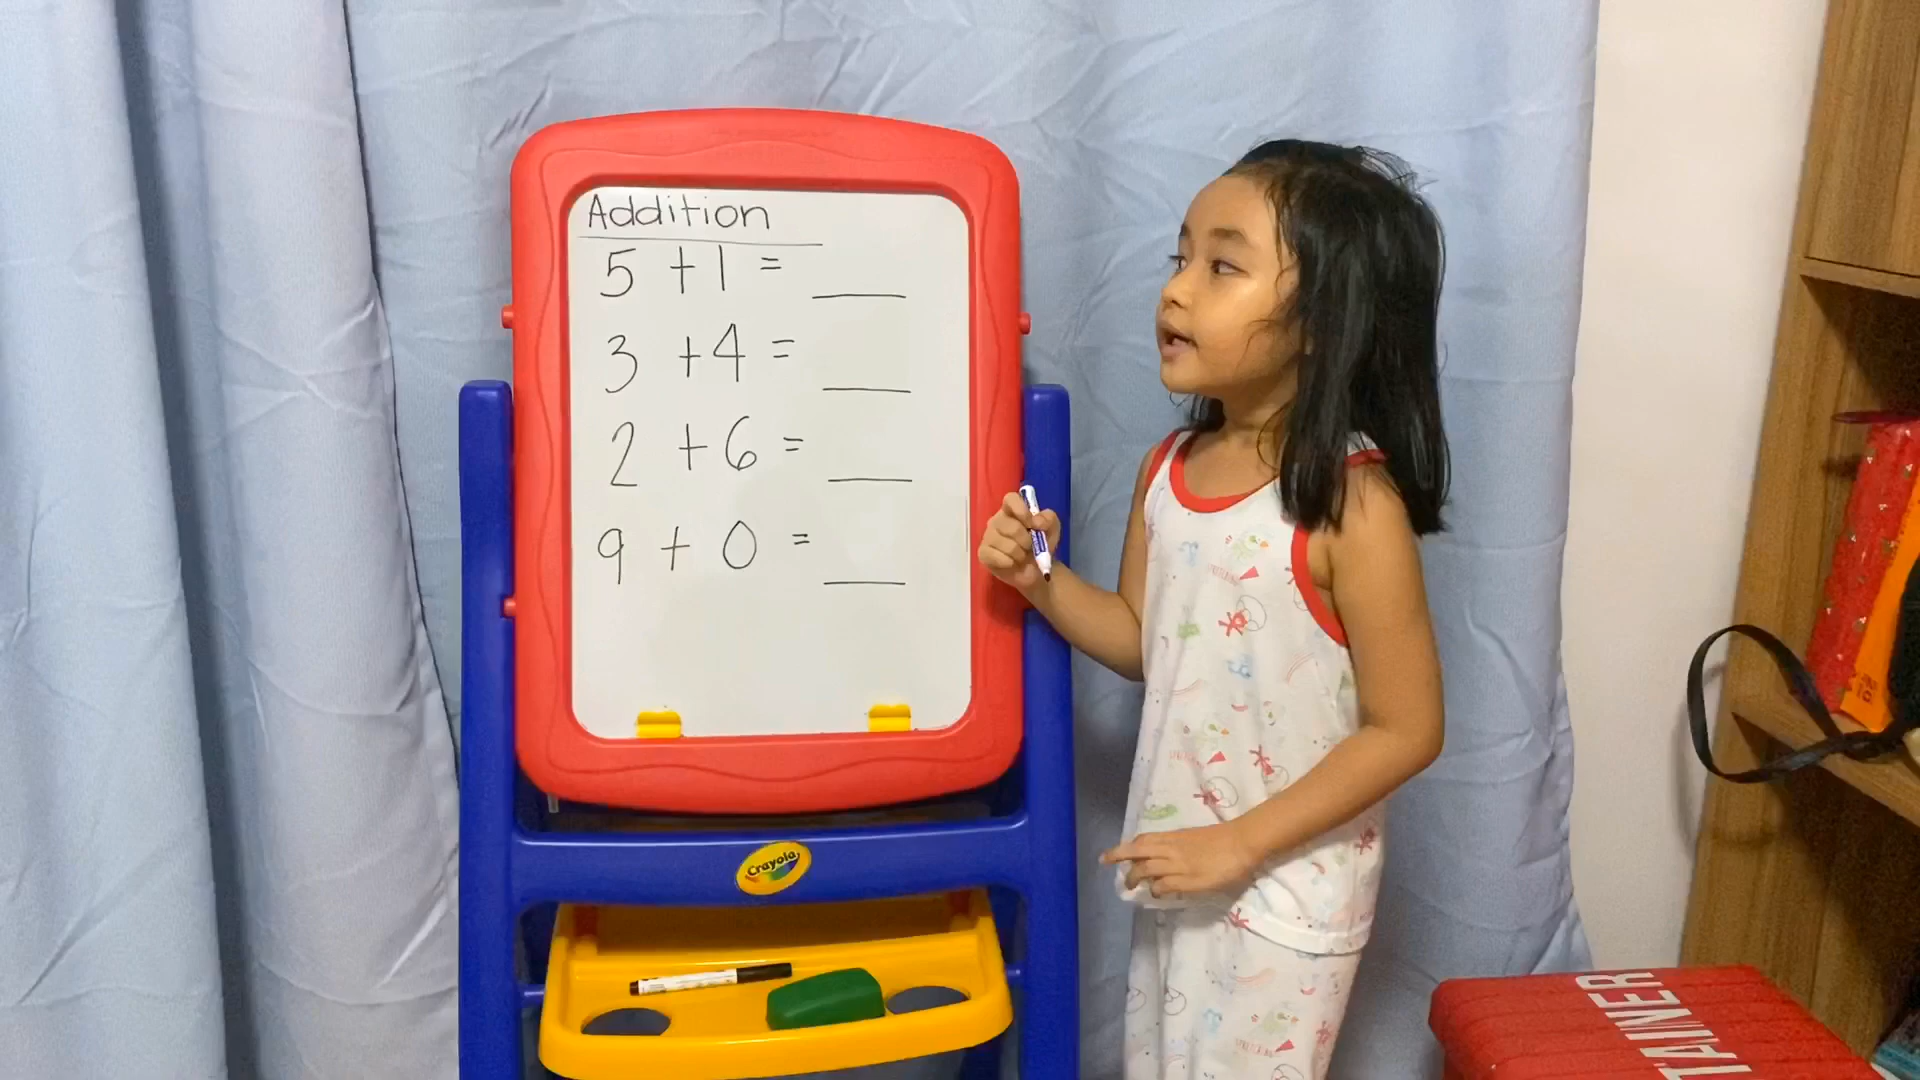 Addition
5 + 1 = ___
3 + 4 = ___
2 + 6 = ___
9 + 0 = ___
Crayola
TAINER